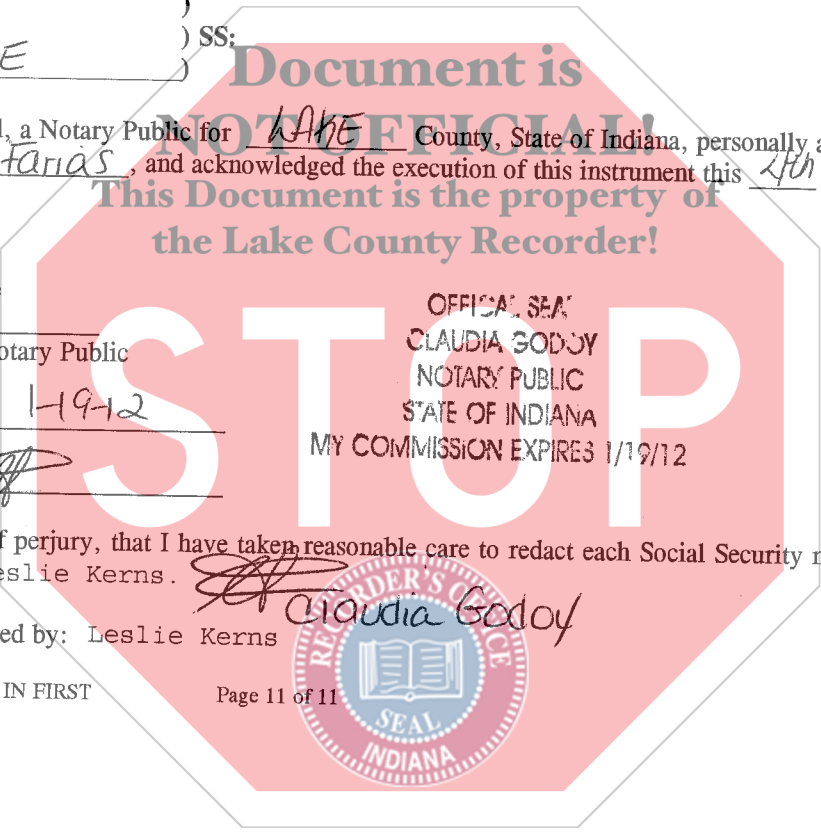 ) SS:
E )
Document is
NOT OFFICIAL!
This Document is the property of
the Lake County Recorder!
, a Notary Public for LAKE County, State of Indiana, personally a
Farias, and acknowledged the execution of this instrument this 4th
OFFICIAL SEAL
CLAUDIA GODOY
NOTARY PUBLIC
STATE OF INDIANA
MY COMMISSION EXPIRES 1/19/12
otary Public
1-19-12
STOP
f perjury, that I have taken reasonable care to redact each Social Security n
eslie Kerns.
Claudia Godoy
ed by: Leslie Kerns
IN FIRST Page 11 of 11
RECORDER'S OFFICE
SEAL
INDIANA